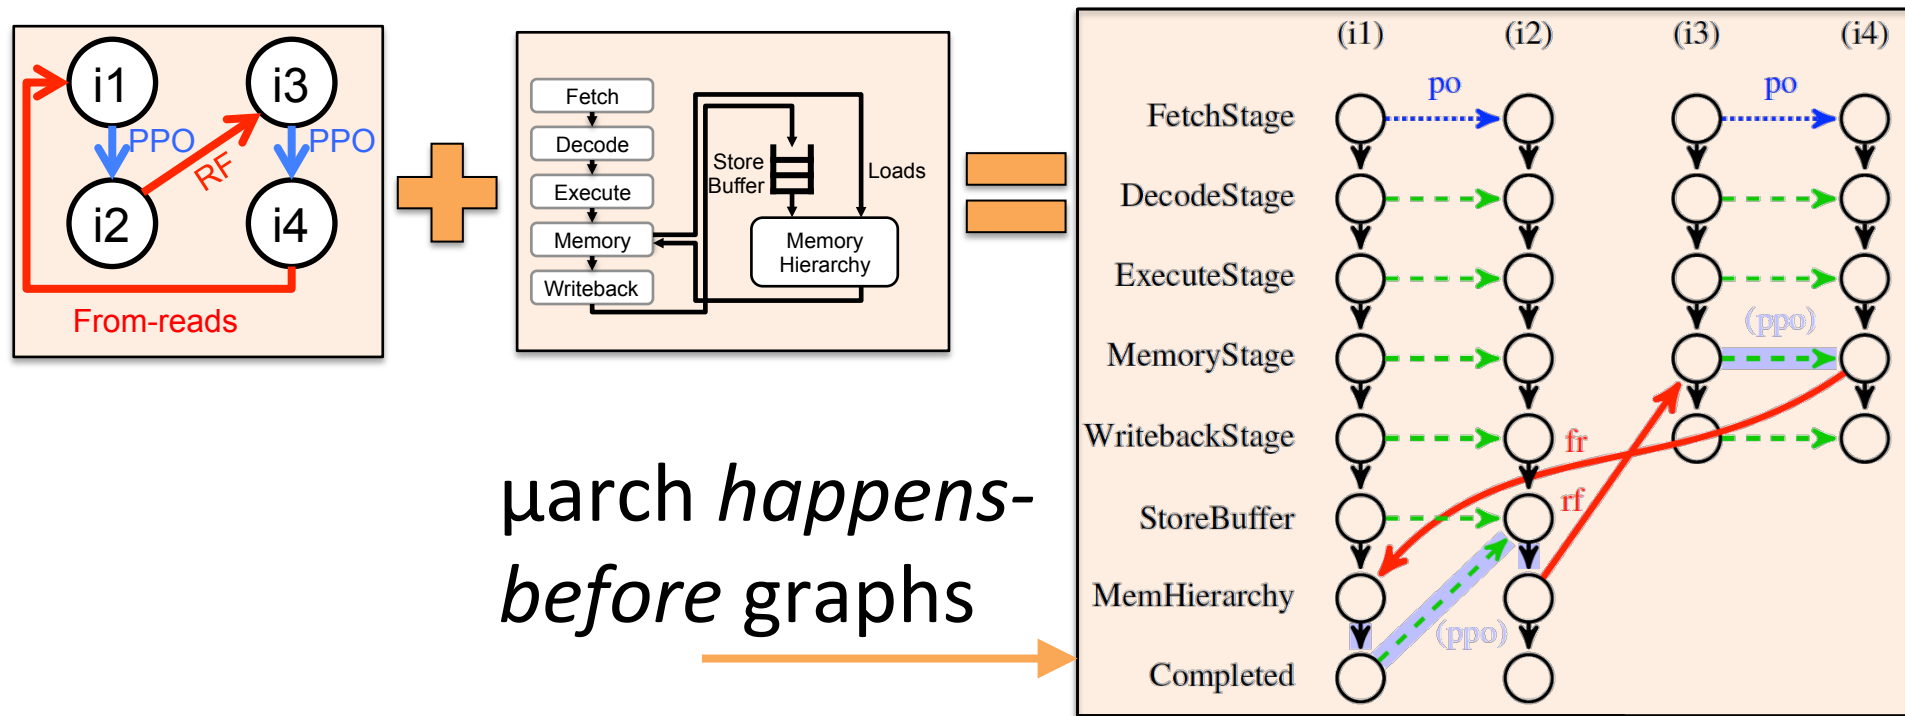 i1
i3
PPO
RF
PPO
i2
i4
From-reads
Fetch
Decode
Execute
Memory
Writeback
Store
Buffer
Loads
Memory
Hierarchy
µarch happens-
before graphs
(i1) (i2) (i3) (i4)
po po
FetchStage
DecodeStage
ExecuteStage
(ppo)
MemoryStage
WritebackStage
fr
rf
StoreBuffer
MemHierarchy
(ppo)
Completed